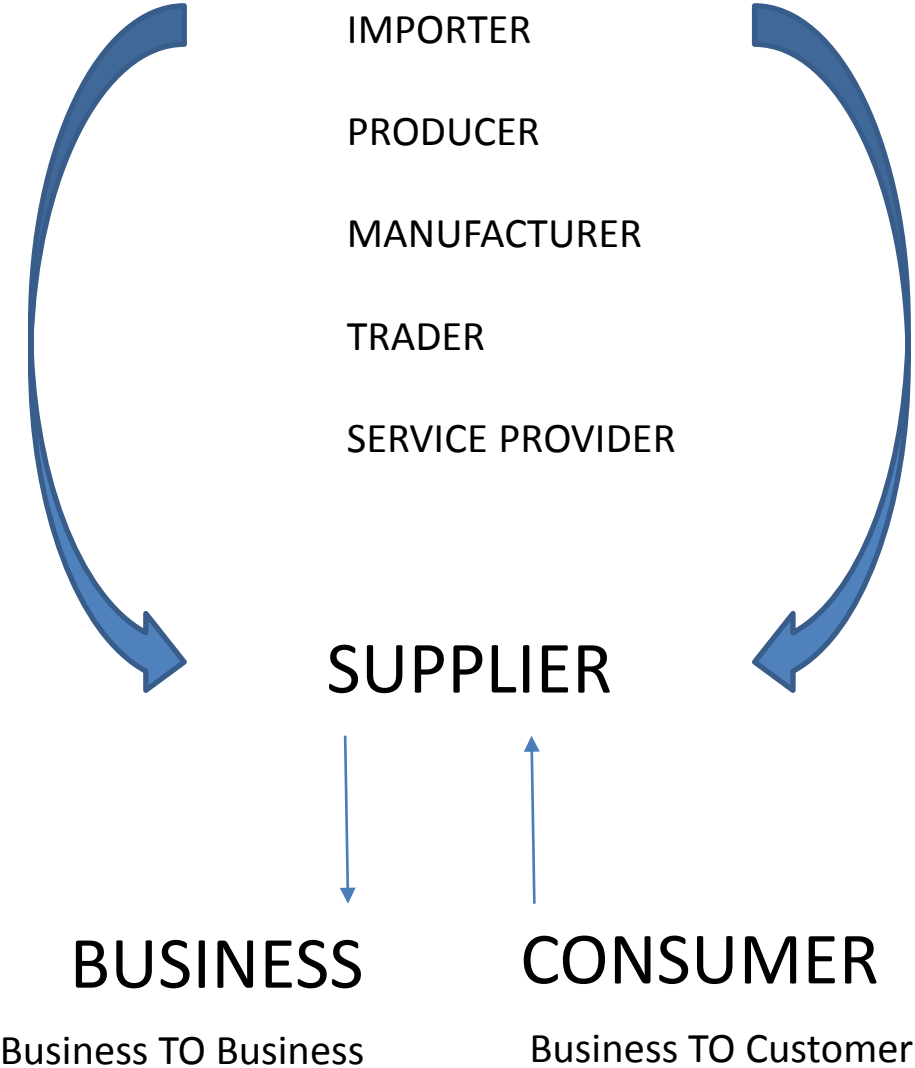 IMPORTER
PRODUCER
MANUFACTURER
TRADER
SERVICE PROVIDER
SUPPLIER
BUSINESS
CONSUMER
Business TO Business
Business TO Customer